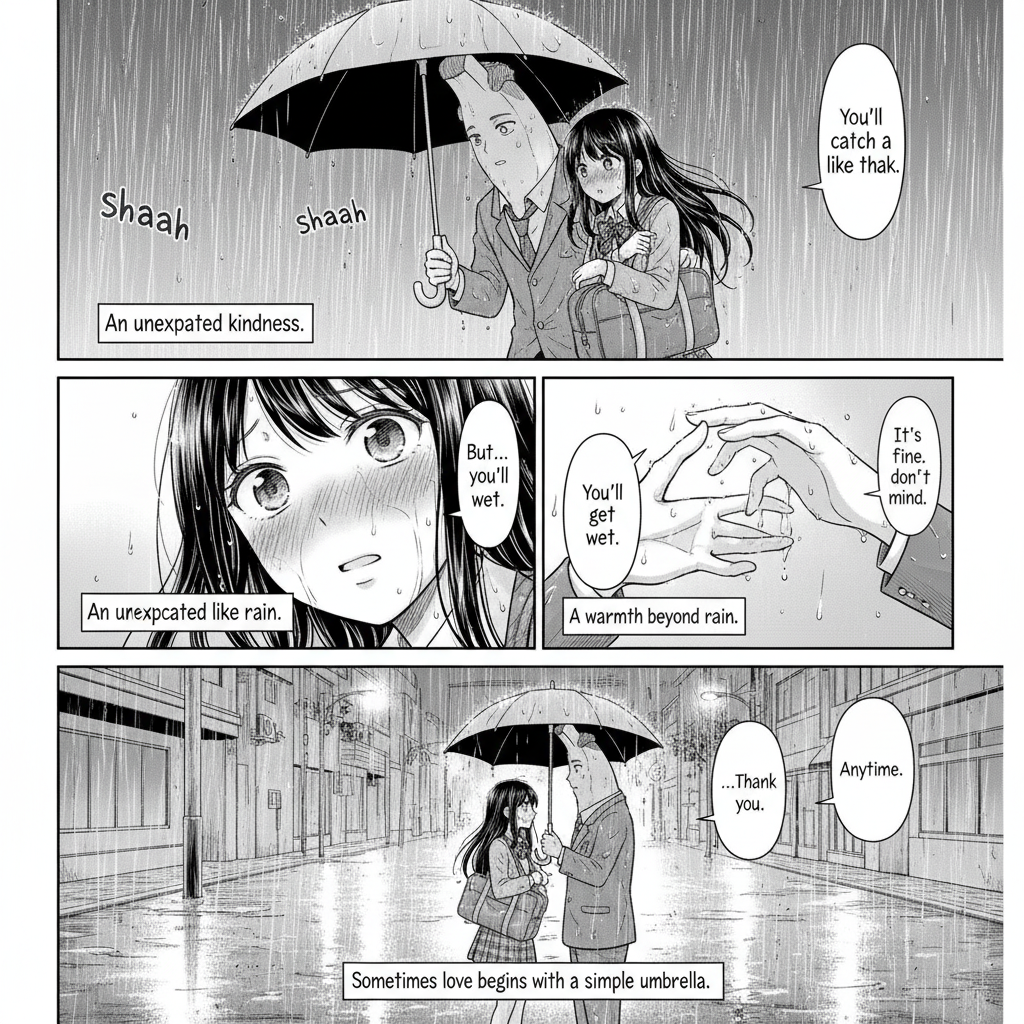 You'll
catch a
like thak.
Shaah
Shaah
An unexpated kindness.
But...
you'll
wet.
An unexpcated like rain.
You'll
get
wet.
It's
fine.
don't
mind.
A warmth beyond rain.
...Thank
you.
Anytime.
Sometimes love begins with a simple umbrella.